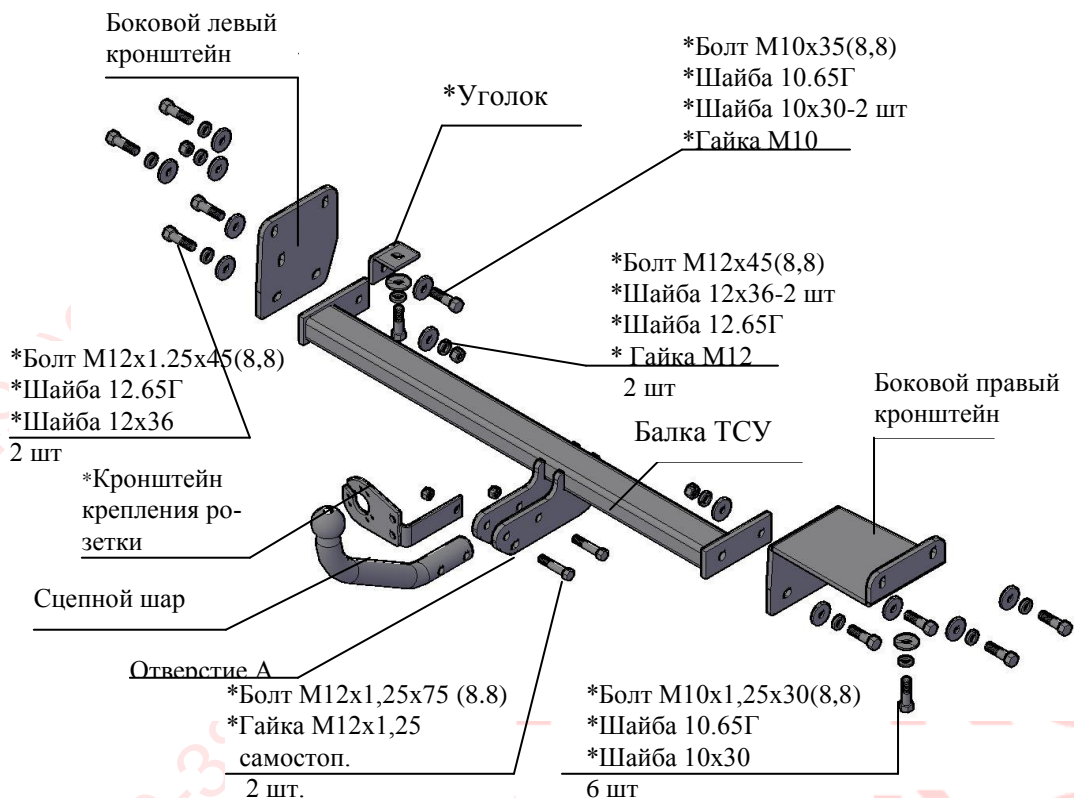 Боковой левый
кронштейн
*Уголок
*Болт М10х35(8,8)
*Шайба 10.65Г
*Шайба 10х30-2 шт
*Гайка М10
*Болт М12х45(8,8)
*Шайба 12х36-2 шт
*Шайба 12.65Г
* Гайка М12
2 шт
Боковой правый
кронштейн
*Болт М12х1.25х45(8,8)
*Шайба 12.65Г
*Шайба 12х36
2 шт
Балка ТСУ
*Кронштейн
крепления ро-
зетки
Сцепной шар
Отверстие А
*Болт М12х1,25х75 (8.8)
*Гайка М12х1,25
самостоп.
2 шт.
*Болт М10х1,25х30(8,8)
*Шайба 10.65Г
*Шайба 10х30
6 шт